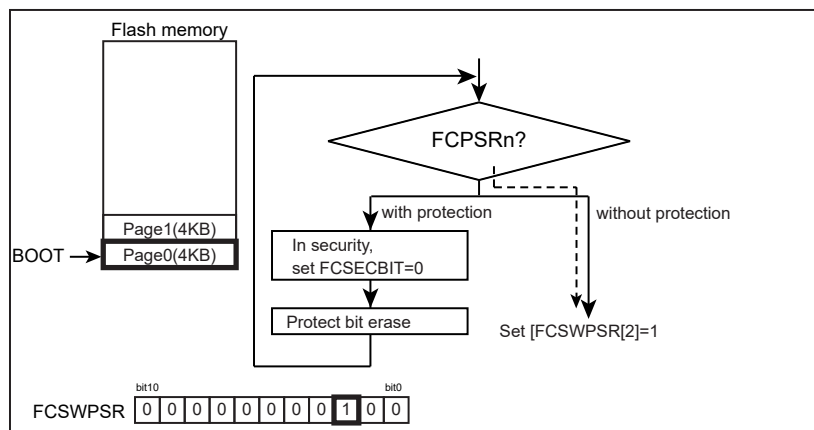 Flash memory
FCPSRn?
Page1(4KB)
with protection
without protection
BOOT
Page0(4KB)
In security,
set FCSECBIT=0
Protect bit erase
Set [FCSWPSR[2]=1
bit10
bit0
FCSWPSR 0 0 0 0 0 0 0 0 1 0 0